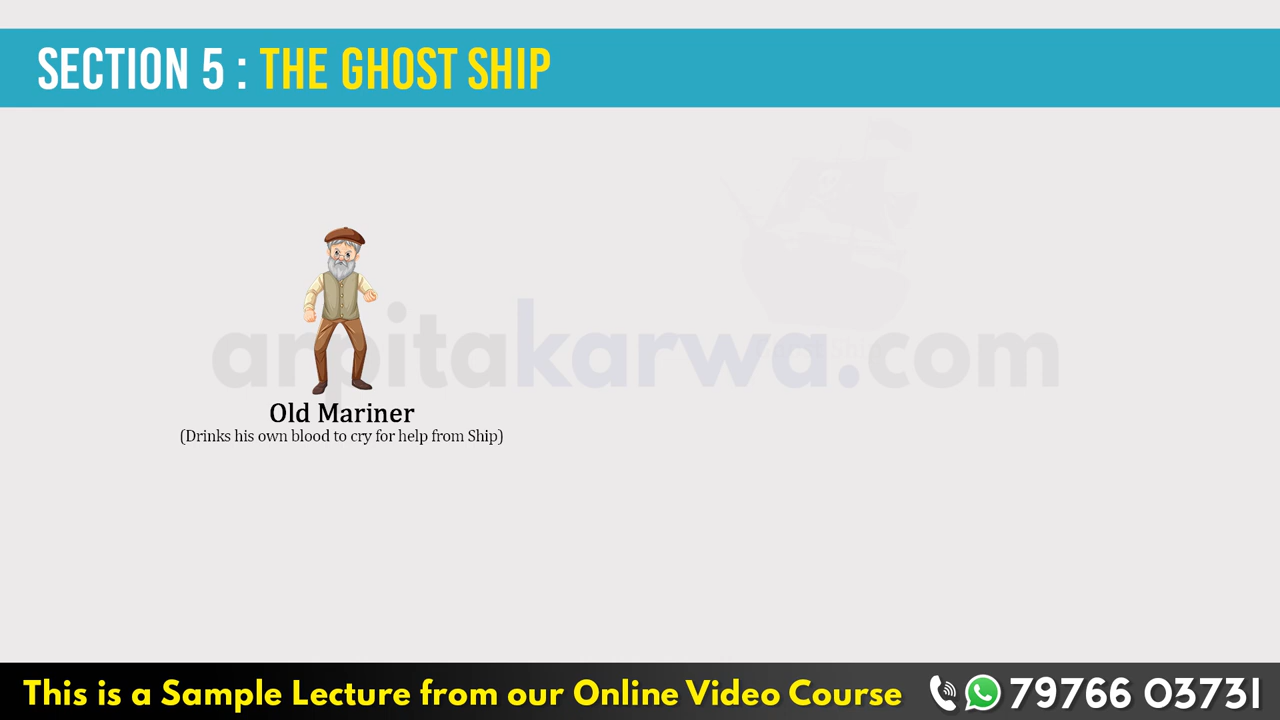 SECTION 5 : THE GHOST SHIP
arpitakarwa.com
Old Mariner
(Drinks his own blood to cry for help from Ship)
This is a Sample Lecture from our Online Video Course
79766 03731